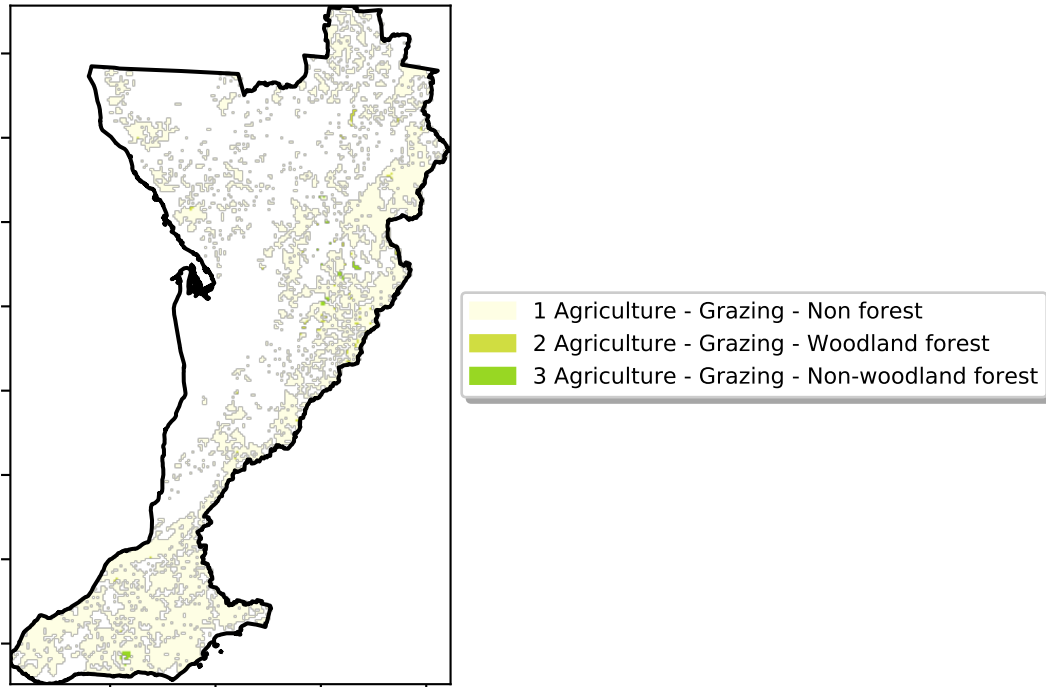 1 Agriculture - Grazing - Non forest
2 Agriculture - Grazing - Woodland forest
3 Agriculture - Grazing - Non-woodland forest